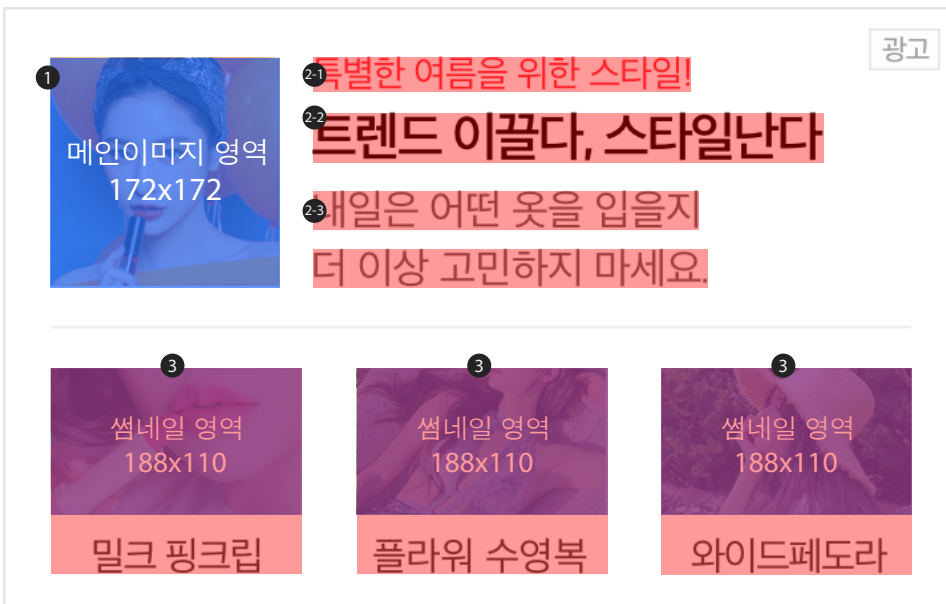 광고
1
메인이미지 영역
172x172
2-1
특별한 여름을 위한 스타일!
2-2
트렌드 이끌다, 스타일난다
2-3
내일은 어떤 옷을 입을지
더 이상 고민하지 마세요.
3
썸네일 영역
188x110
밀크 핑크립
3
썸네일 영역
188x110
플라워 수영복
3
썸네일 영역
188x110
와이드페도라